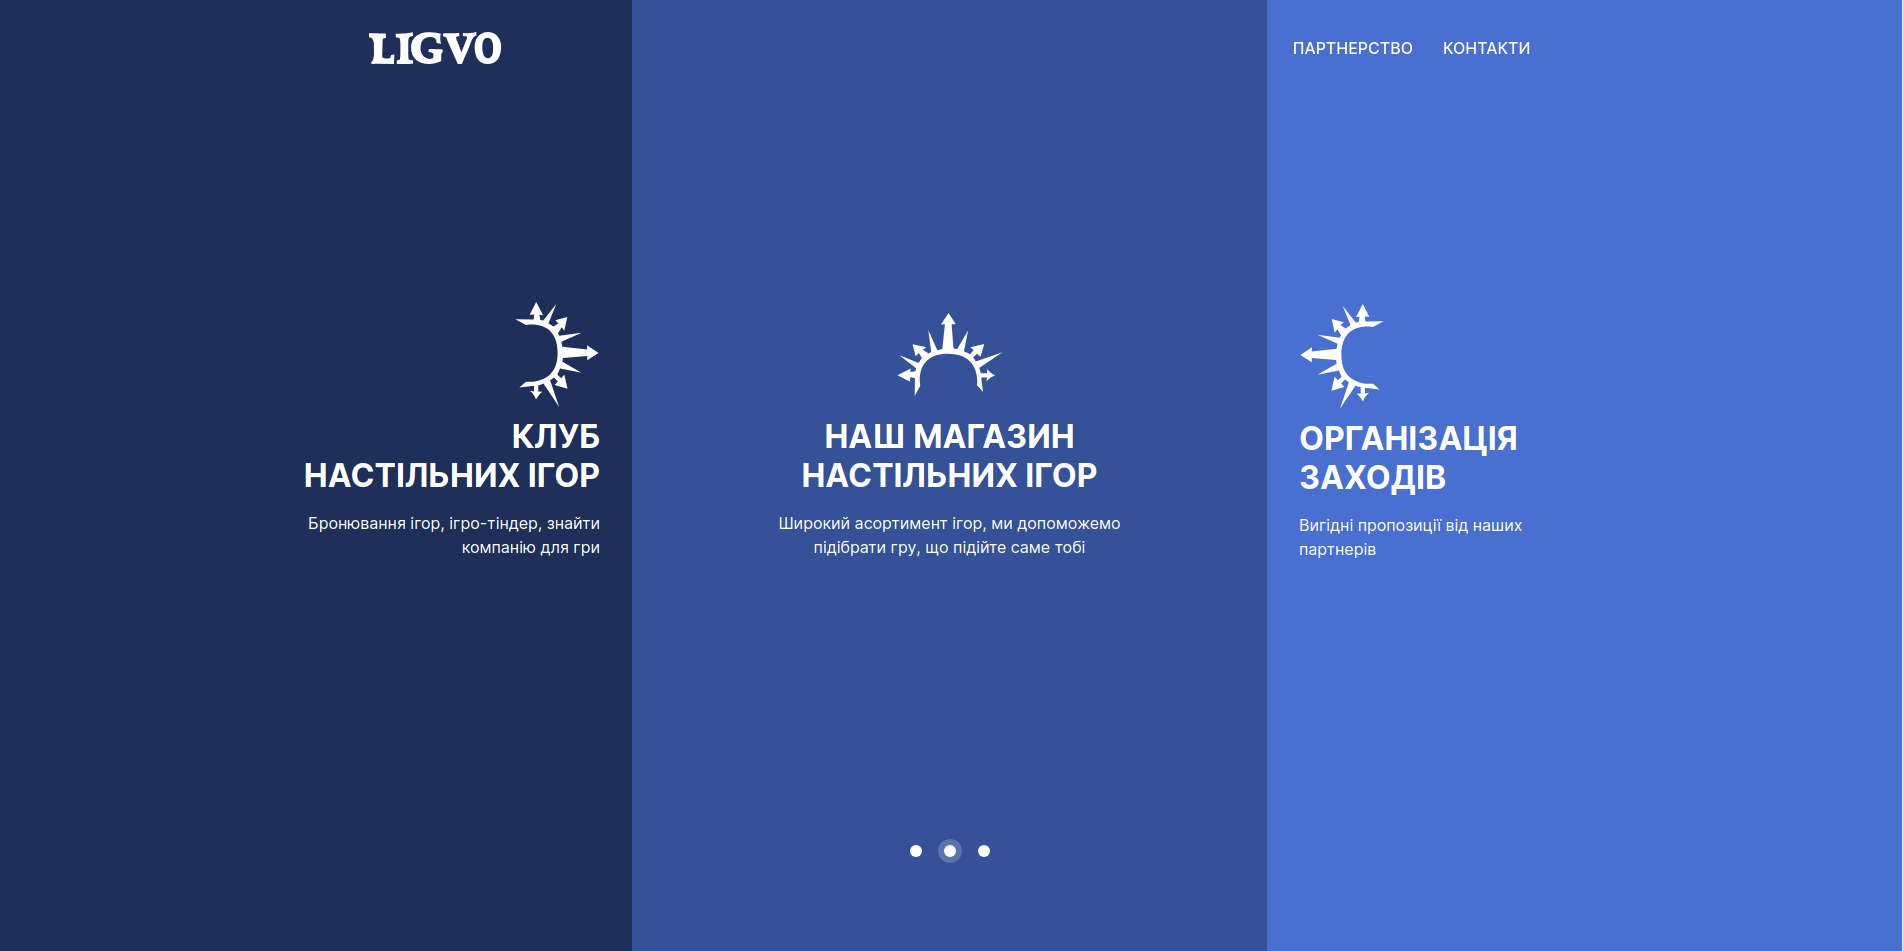 LIGVO
ПАРТНЕРСТВО
КОНТАКТИ
КЛУБ
НАСТІЛЬНИХ ІГОР
Бронювання ігор, ігро-тіндер, знайти
компанію для гри
НАШ МАГАЗИН
НАСТІЛЬНИХ ІГОР
Широкий асортимент ігор, ми допоможемо
підібрати гру, що підійте саме тобі
ОРГАНІЗАЦІЯ
ЗАХОДІВ
Вигідні пропозиції від наших
партнерів